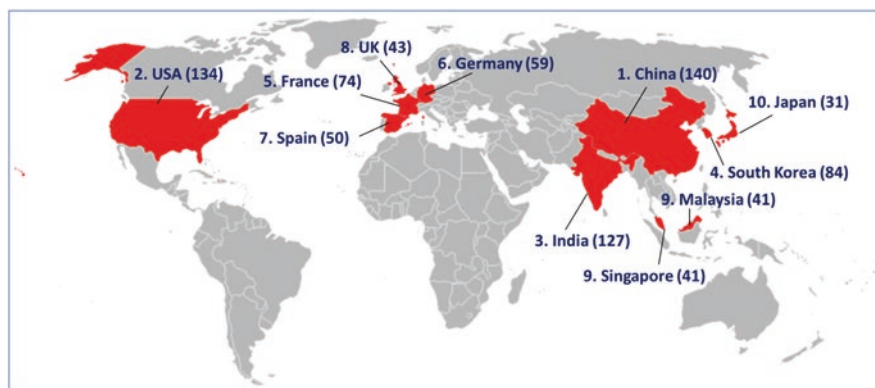 8. UK (43)
2. USA (134)
6. Germany (59)
5. France (74)
1. China (140)
10. Japan (31)
7. Spain (50)
4. South Korea (84)
9. Malaysia (41)
3. India (127)
9. Singapore (41)